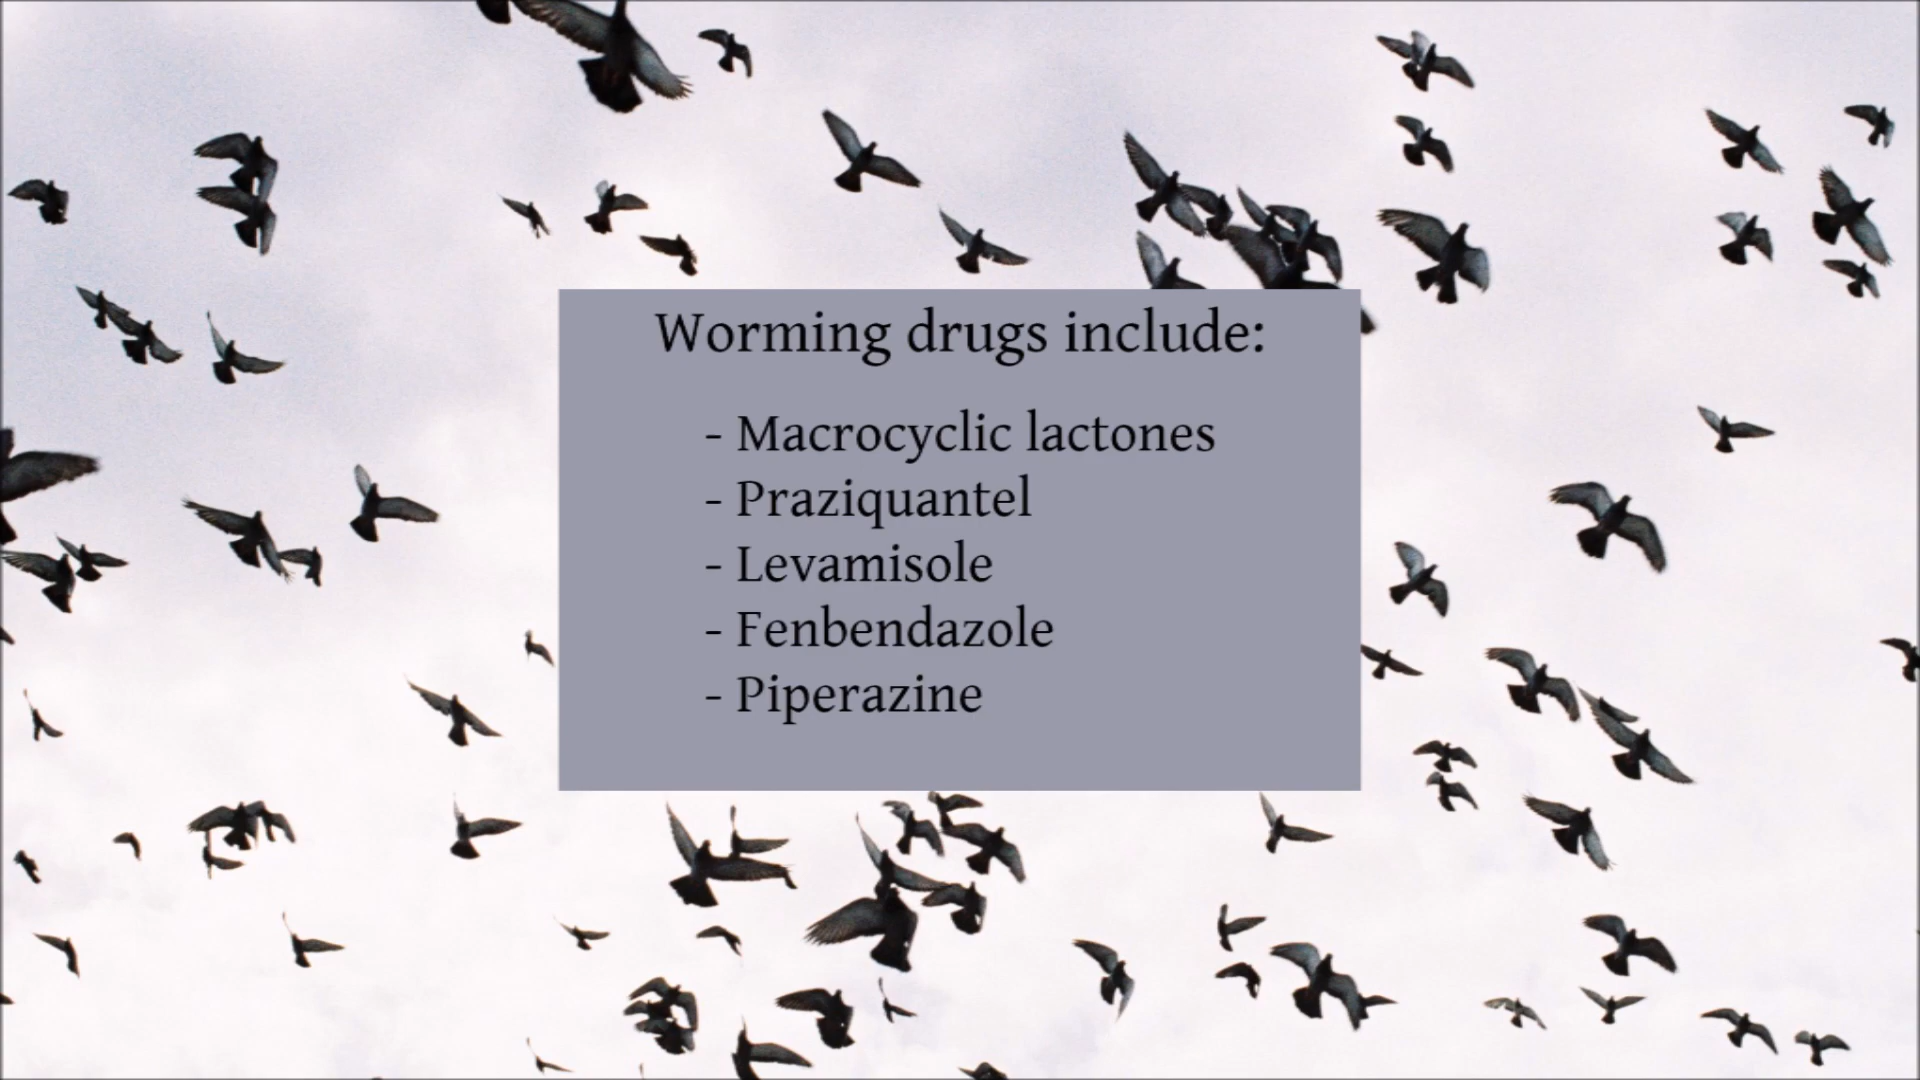 Worming drugs include:
- Macrocyclic lactones
- Praziquantel
- Levamisole
- Fenbendazole
- Piperazine